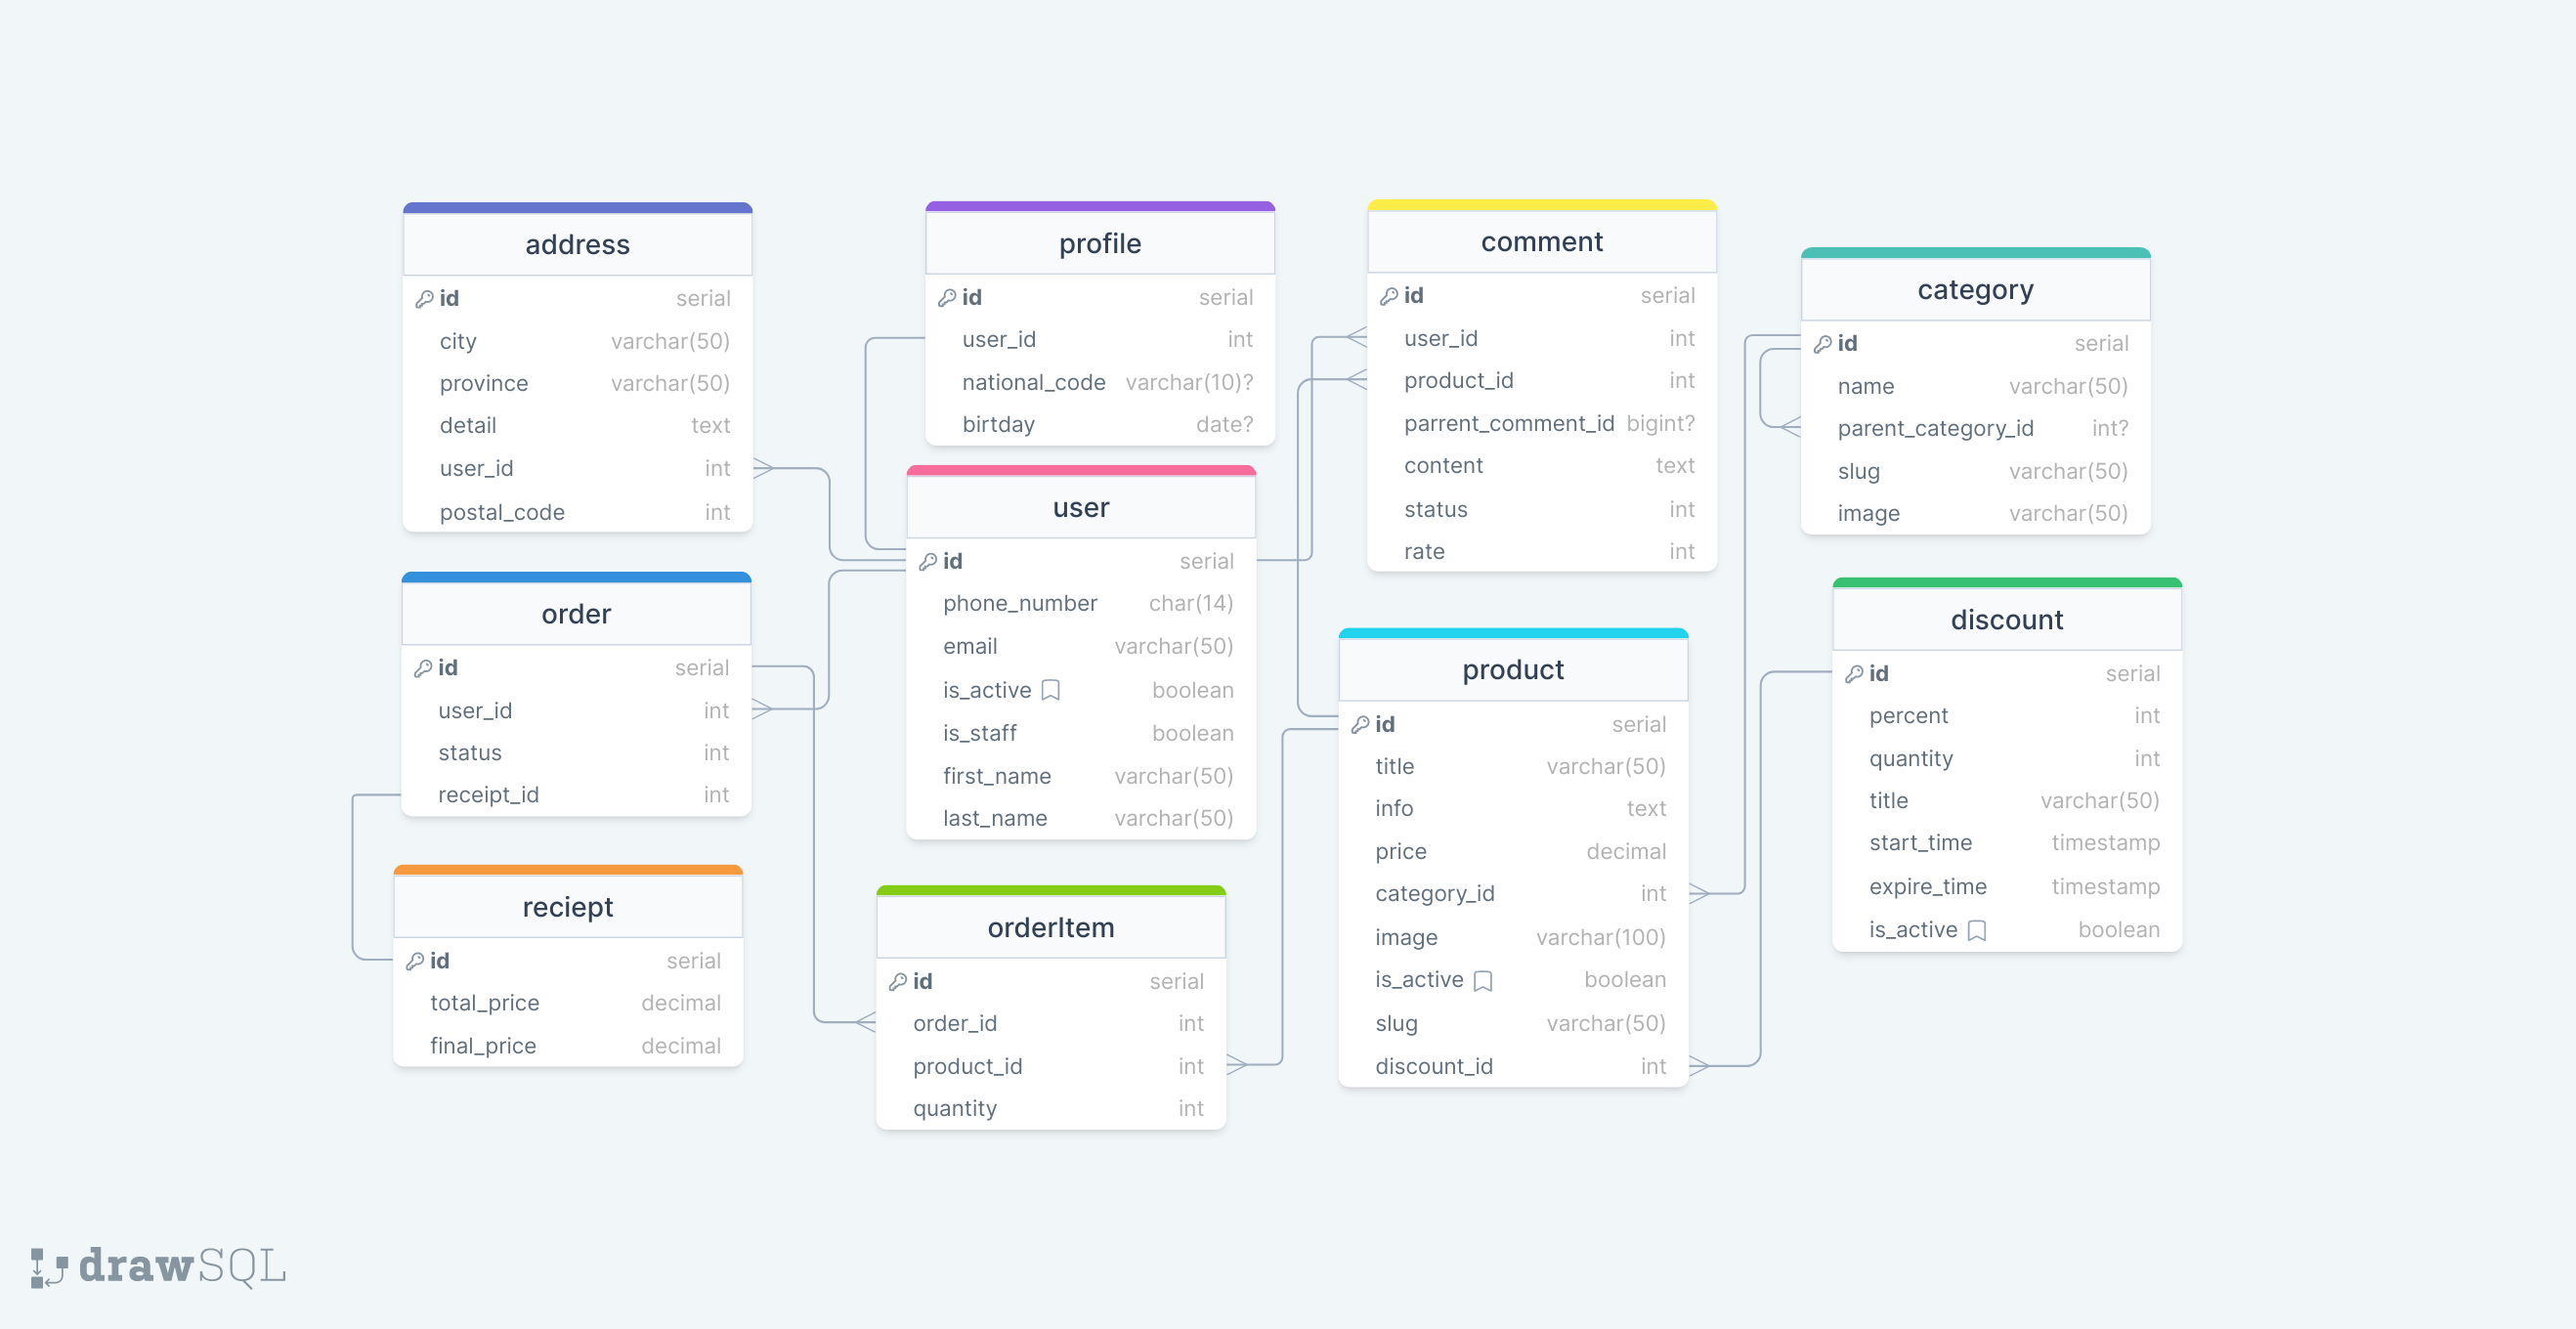 address
id serial
city varchar(50)
province varchar(50)
detail text
user_id int
postal_code int
profile
id serial
user_id int
national_code varchar(10)?
birtday date?
comment
id serial
user_id int
product_id int
parrent_comment_id bigint?
content text
status int
rate int
category
id serial
name varchar(50)
parent_category_id int?
slug varchar(50)
image varchar(50)
user
id serial
phone_number char(14)
email varchar(50)
is_active boolean
is_staff boolean
first_name varchar(50)
last_name varchar(50)
order
id serial
user_id int
status int
receipt_id int
discount
id serial
percent int
quantity int
title varchar(50)
start_time timestamp
expire_time timestamp
is_active boolean
product
id serial
title varchar(50)
info text
price decimal
category_id int
image varchar(100)
is_active boolean
slug varchar(50)
discount_id int
reciept
id serial
total_price decimal
final_price decimal
orderItem
id serial
order_id int
product_id int
quantity int
drawSQL